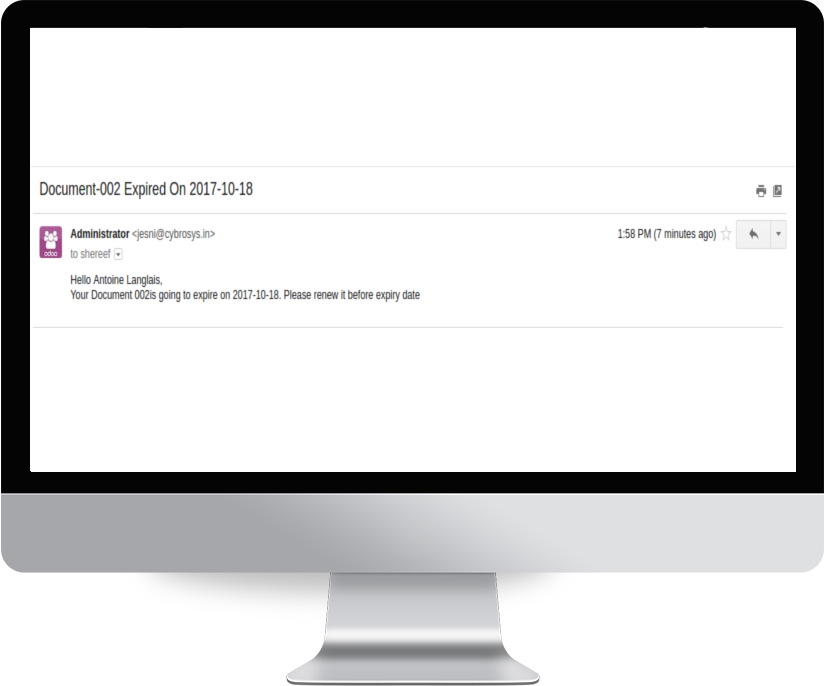 Document-002 Expired On 2017-10-18
Administrator <jesni@cybrosys.in>
1:58 PM (7 minutes ago)
to shereef
odoo
Hello Antoine Langlais,
Your Document 002is going to expire on 2017-10-18. Please renew it before expiry date